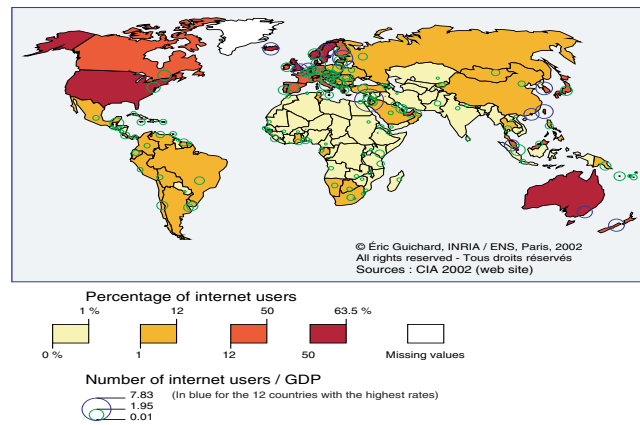 © Éric Guichard, INRIA / ENS, Paris, 2002
All rights reserved - Tous droits réservés
Sources : CIA 2002 (web site)
Percentage of internet users
1 % 12 50 63.5 %
0 % 1 12 50 Missing values
Number of internet users / GDP
7.83 (In blue for the 12 countries with the highest rates)
1.95
0.01